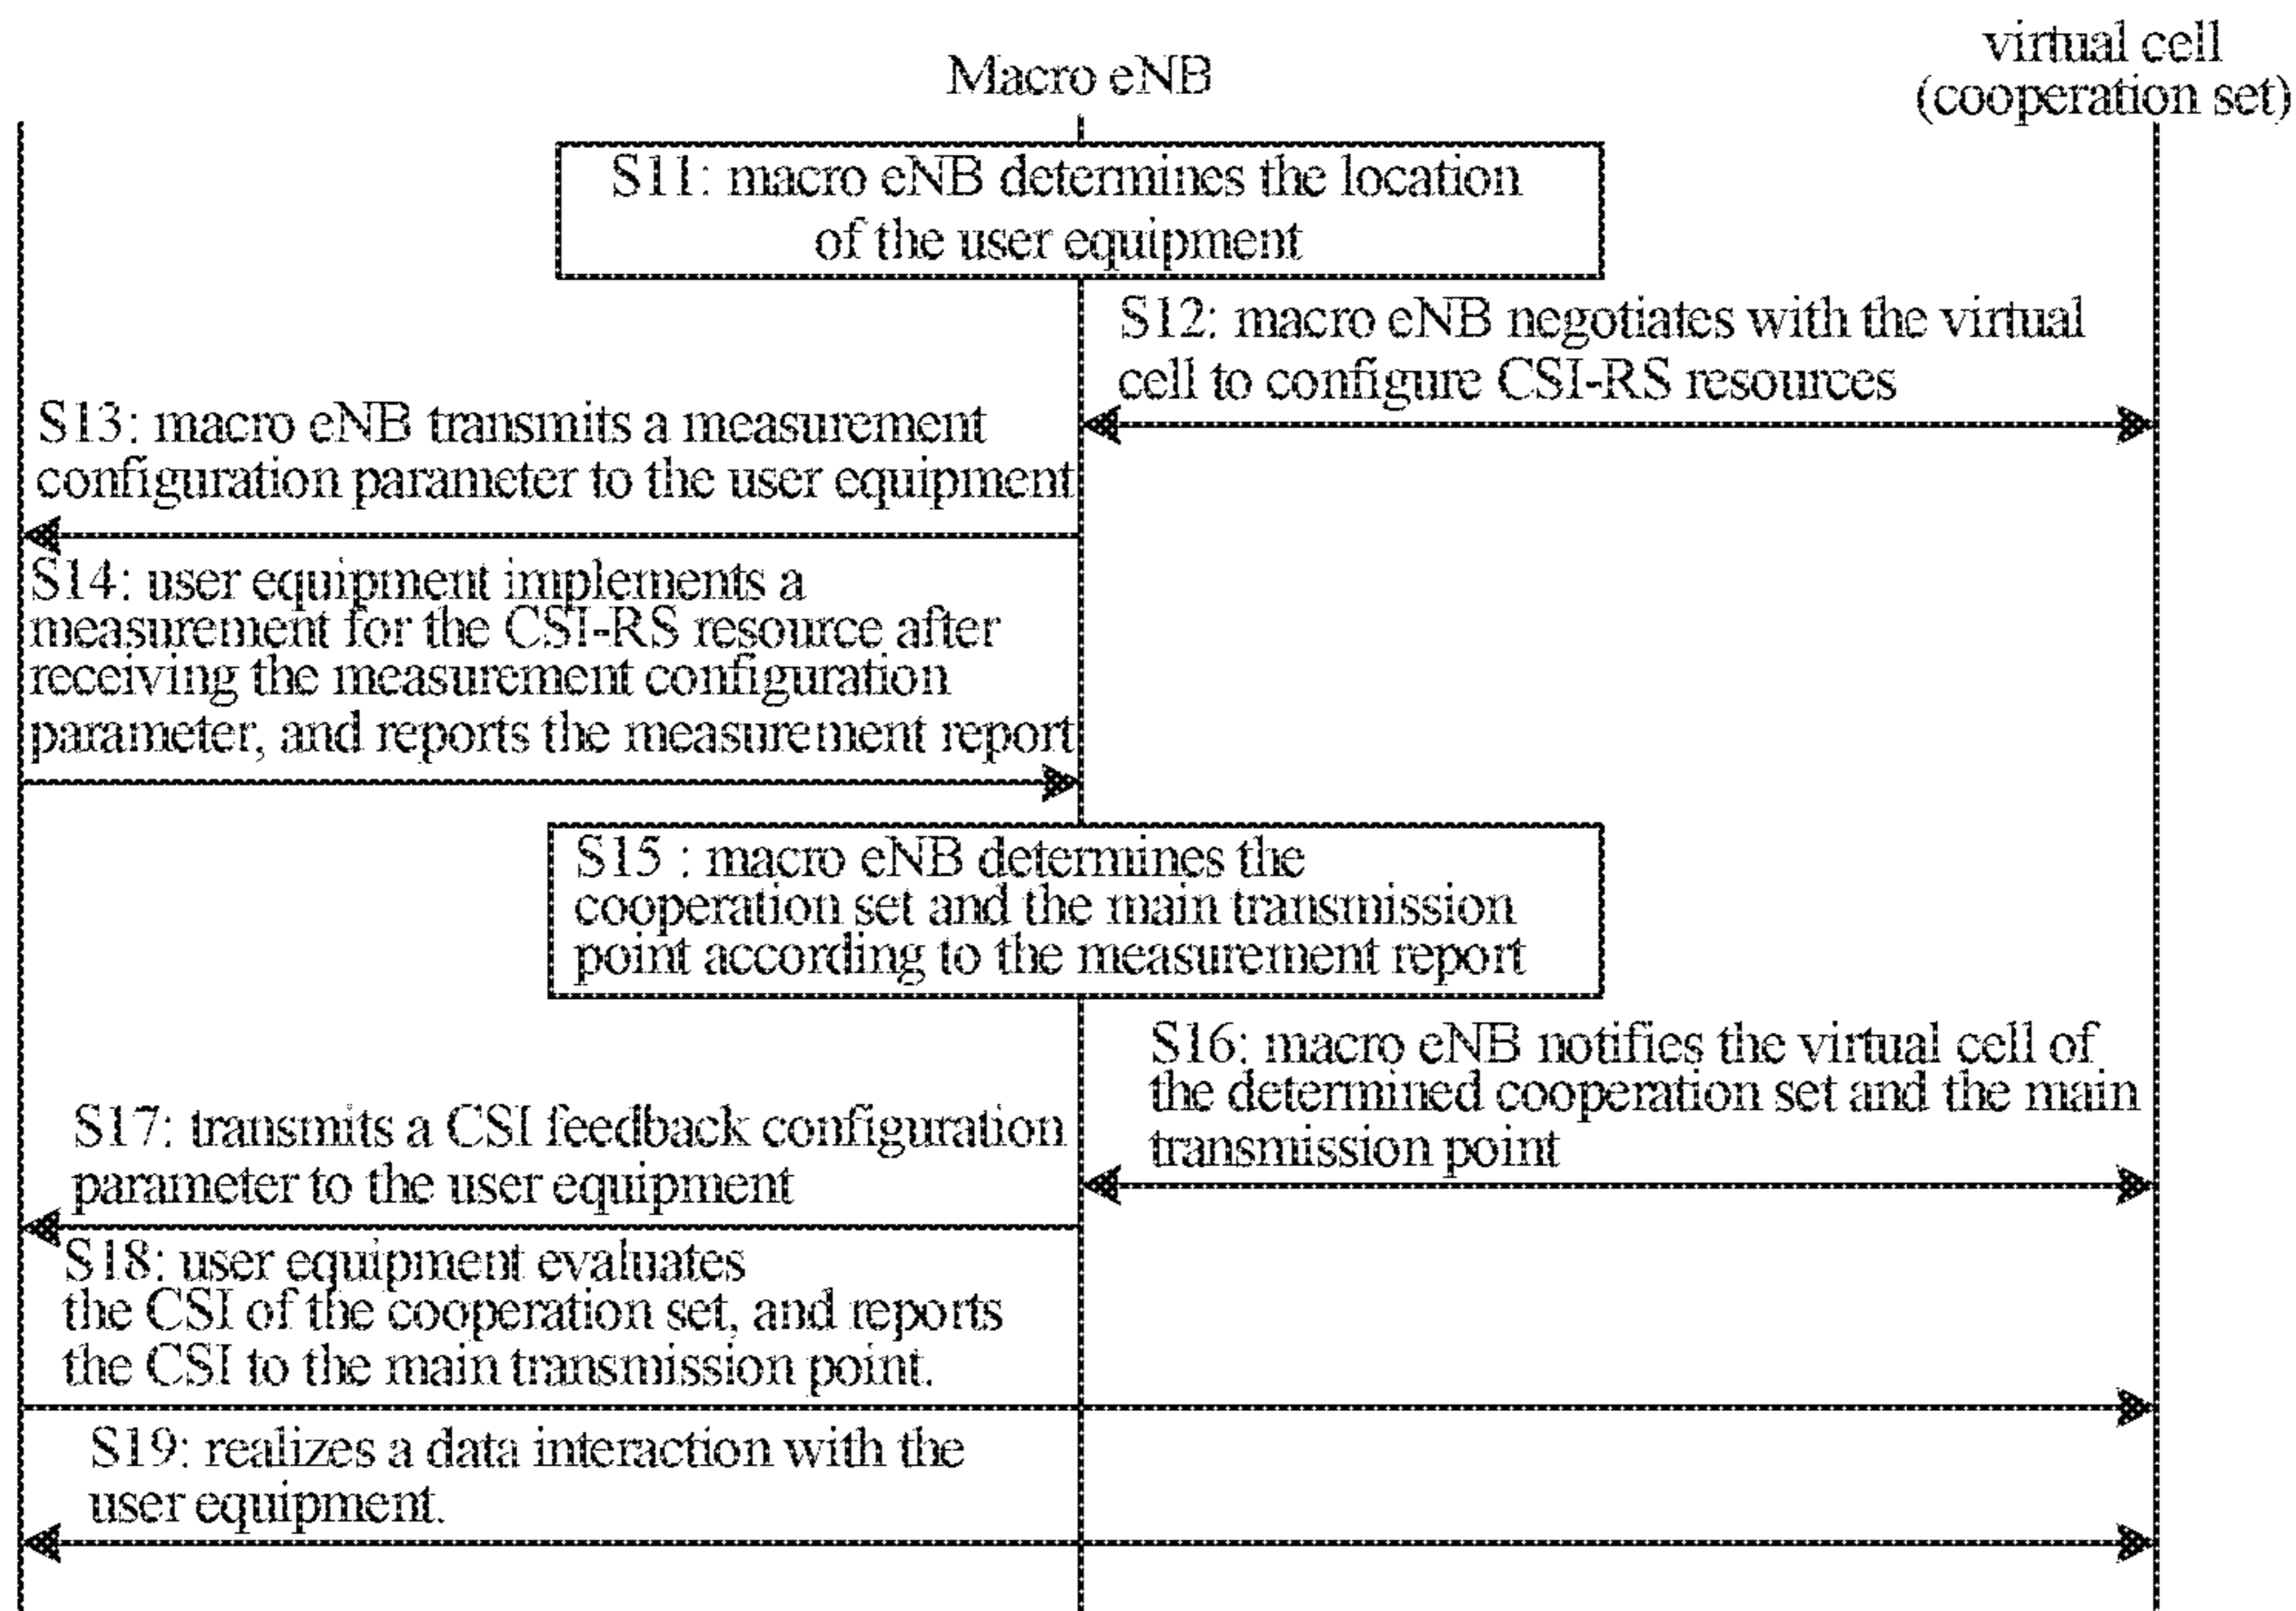 Macro eNB
virtual cell
(cooperation set)
S11: macro eNB determines the location
of the user equipment
S12: macro eNB negotiates with the virtual
cell to configure CSI-RS resources
S13: macro eNB transmits a measurement
configuration parameter to the user equipment
S14: user equipment implements a
measurement for the CSI-RS resource after
receiving the measurement configuration
parameter, and reports the measurement report
S15 : macro eNB determines the
cooperation set and the main transmission
point according to the measurement report
S16: macro eNB notifies the virtual cell of
the determined cooperation set and the main
transmission point
S17: transmits a CSI feedback configuration
parameter to the user equipment
S18: user equipment evaluates
the CSI of the cooperation set, and reports
the CSI to the main transmission point.
S19: realizes a data interaction with the
user equipment.